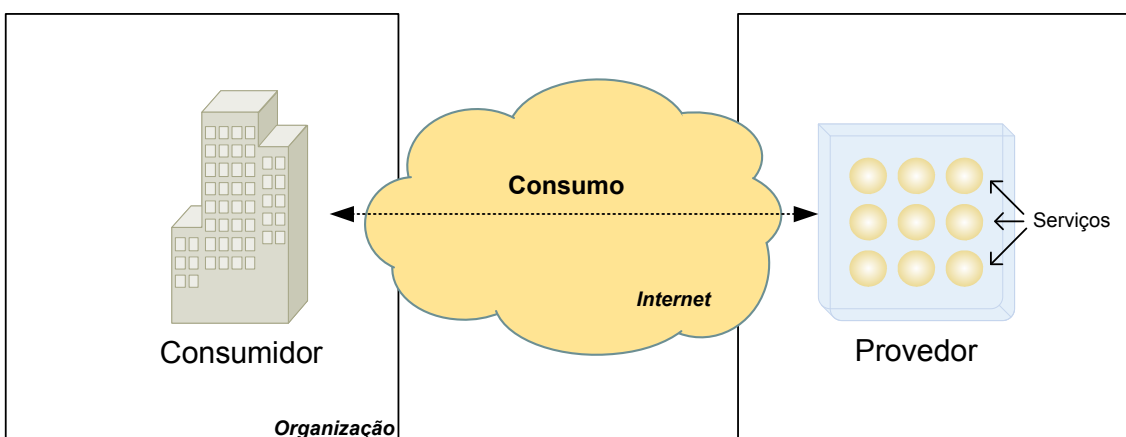 Consumo
Serviços
Internet
Consumidor
Provedor
Organização